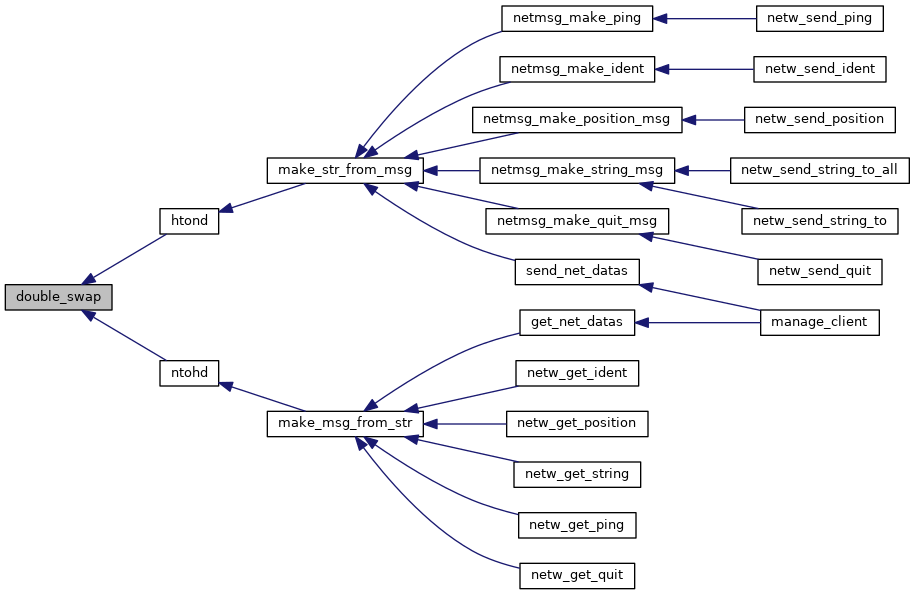 netmsg_make_ping
netw_send_ping
netmsg_make_ident
netw_send_ident
netmsg_make_position_msg
netw_send_position
make_str_from_msg
netmsg_make_string_msg
netw_send_string_to_all
htond
netmsg_make_quit_msg
netw_send_string_to
send_net_datas
netw_send_quit
double_swap
get_net_datas
manage_client
ntohd
netw_get_ident
make_msg_from_str
netw_get_position
netw_get_string
netw_get_ping
netw_get_quit